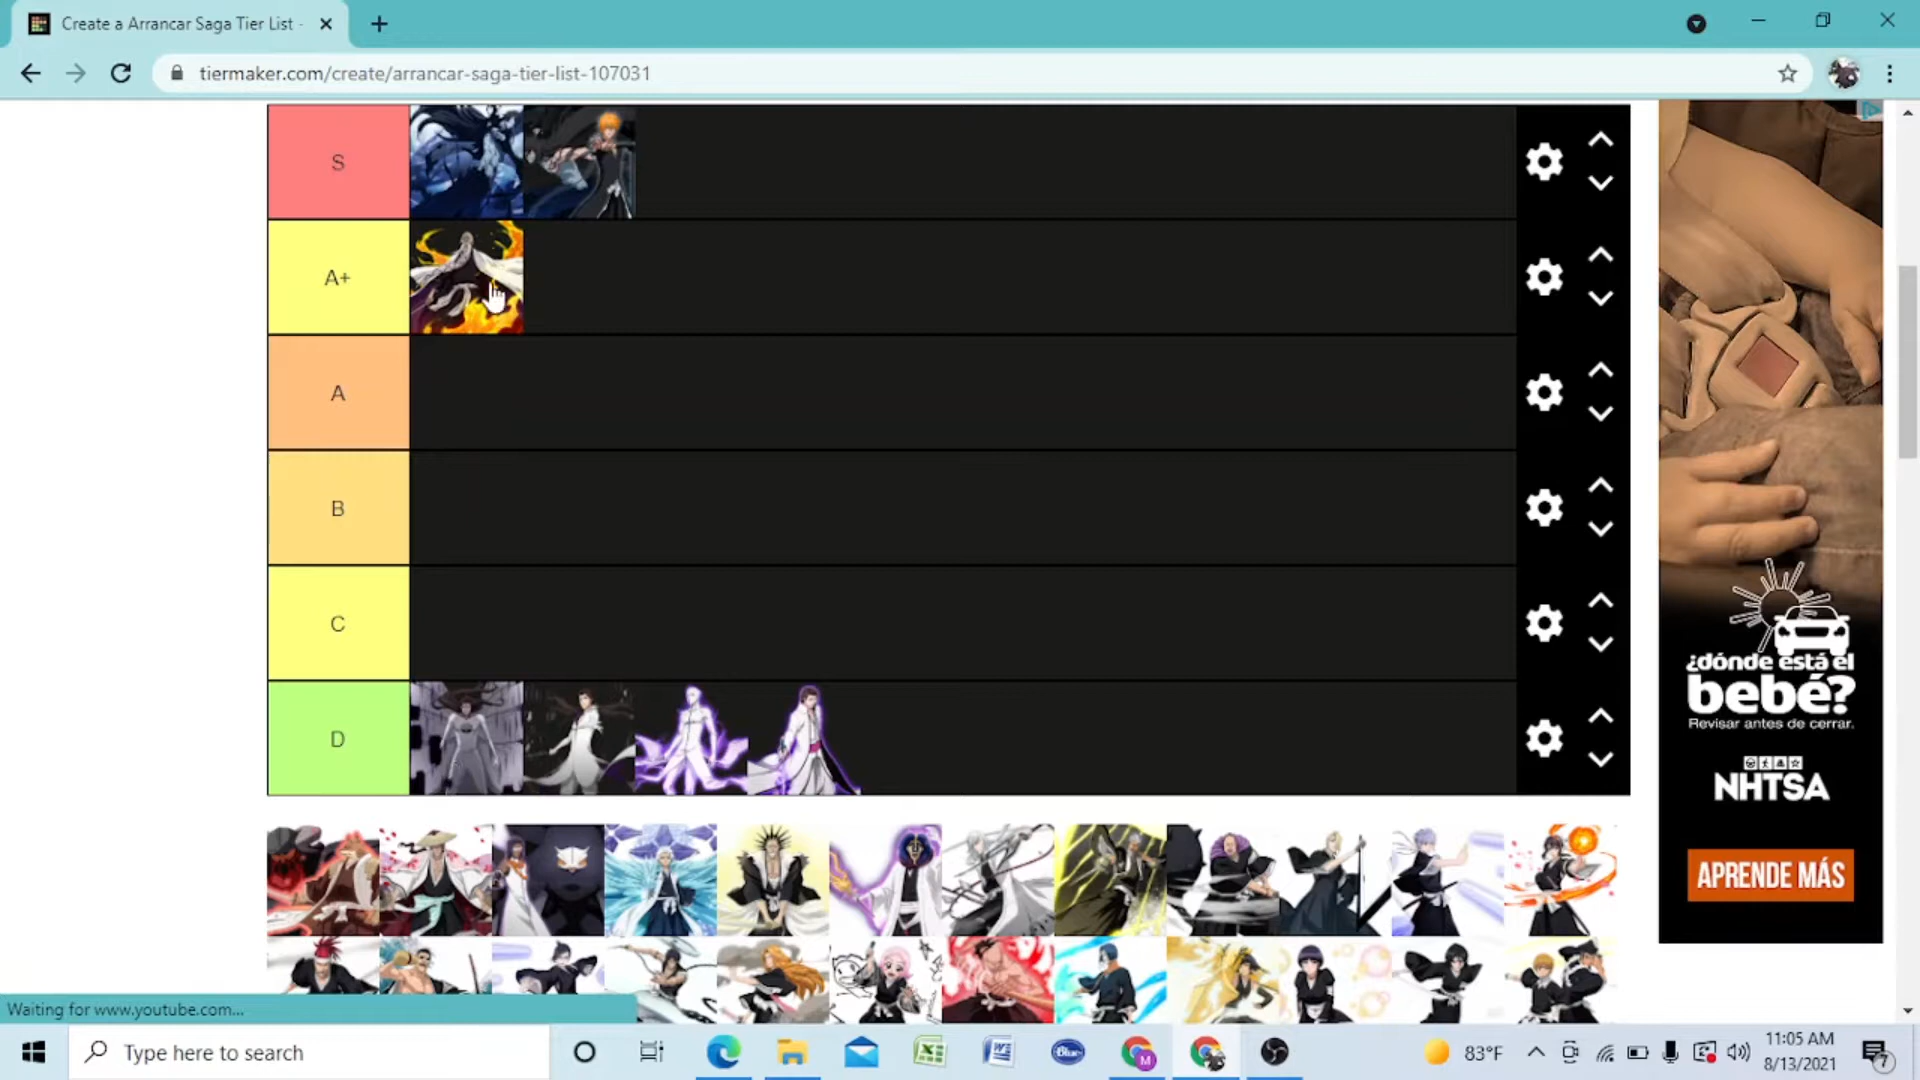 Create a Arrancar Saga Tier List -
tiermaker.com/create/arrancar-saga-tier-list-107031
S
A+
A
B
C
D
¿dónde está el
bebé?
Revisar antes de cerrar.
NHTSA
APRENDE MÁS
Waiting for www.youtube.com...
Type here to search
Blue
M
83°F
11:05 AM
8/13/2021
7